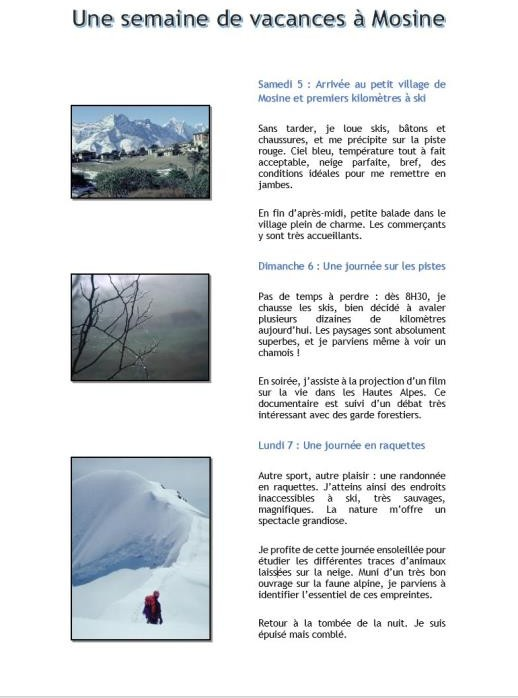 Une semaine de vacances à Mosine
Samedi 5 : Arrivée au petit village de
Mosine et premiers kilomètres à ski
Sans tarder, je loue skis, bâtons et
chaussures, et me précipite sur la piste
rouge. Ciel bleu, température tout à fait
acceptable, neige parfaite, bref, des
conditions idéales pour me remettre en
jambes.
En fin d'après-midi, petite balade dans le
village plein de charme. Les commerçants
y sont très accueillants.
Dimanche 6 : Une journée sur les pistes
Pas de temps à perdre : dès 8H30, je
chausse les skis, bien décidé à avaler
plusieurs dizaines de kilomètres
aujourd'hui. Les paysages sont absolument
superbes, et je parviens même à voir un
chamois !
En soirée, j'assiste à la projection d'un film
sur la vie dans les Hautes Alpes. Ce
documentaire est suivi d'un débat très
intéressant avec des garde forestiers.
Lundi 7 : Une journée en raquettes
Autre sport, autre plaisir : une randonnée
en raquettes. J'atteins ainsi des endroits
inaccessibles à ski, très sauvages,
magnifiques. La nature m'offre un
spectacle grandiose.
Je profite de cette journée ensoleillée pour
étudier les différentes traces d'animaux
laissées sur la neige. Muni d'un très bon
ouvrage sur la faune alpine, je parviens à
identifier l'essentiel de ces empreintes.
Retour à la tombée de la nuit. Je suis
épuisé mais comblé.